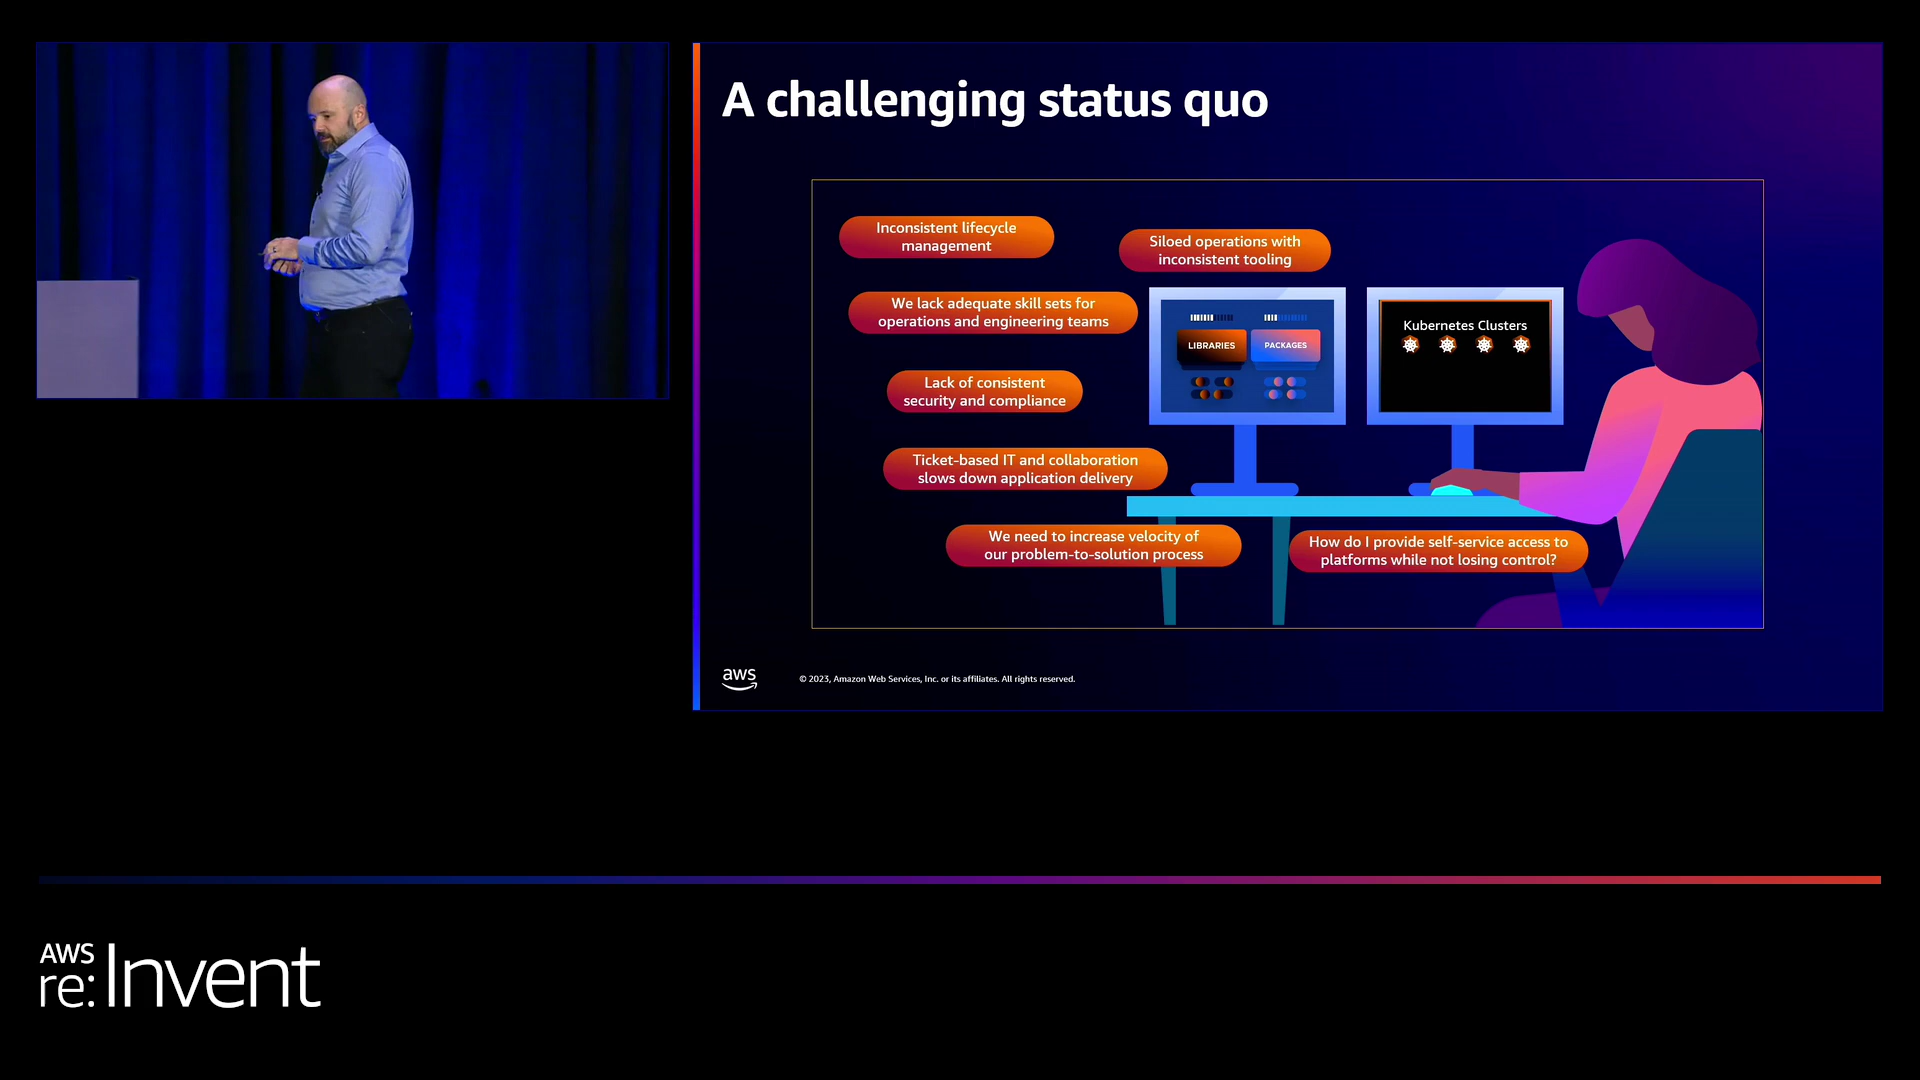 A challenging status quo
Inconsistent lifecycle
management
Siloed operations with
inconsistent tooling
We lack adequate skill sets for
operations and engineering teams
LIBRARIES
PACKAGES
Kubernetes Clusters
Lack of consistent
security and compliance
Ticket-based IT and collaboration
slows down application delivery
We need to increase velocity of
our problem-to-solution process
How do I provide self-service access to
platforms while not losing control?
aws
© 2023, Amazon Web Services, Inc. or its affiliates. All rights reserved.
AWS
re:Invent